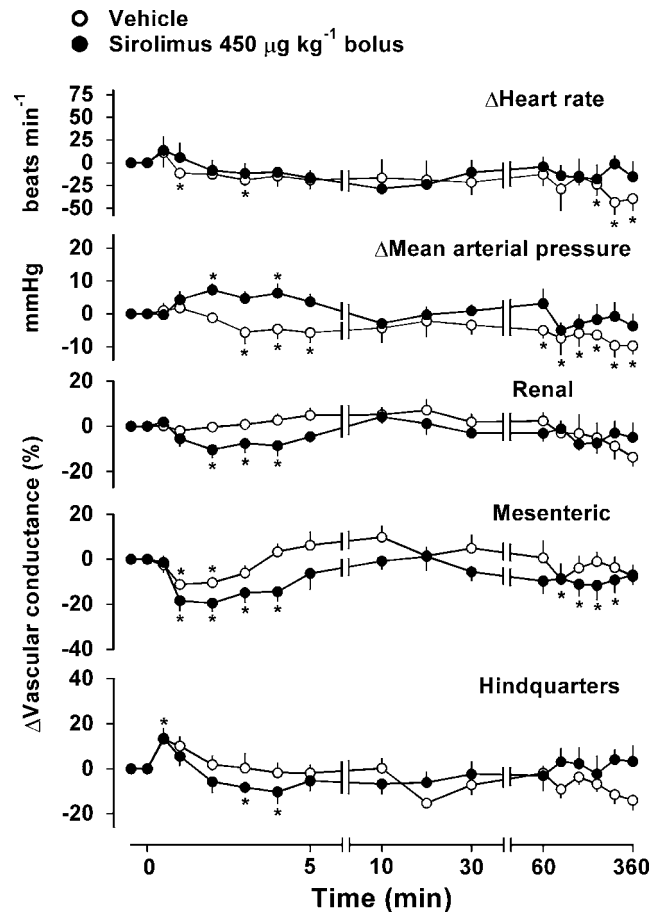 Vehicle
Sirolimus 450 μg kg⁻¹ bolus
ΔHeart rate
beats min⁻¹
75
50
25
0
-25
-50
* * * * *
ΔMean arterial pressure
mmHg
20
10
0
-10
* *
* * * * * * * * *
Renal
ΔVascular conductance (%)
20
0
-20
* * *
Mesenteric
20
0
-20
-40
* *
* * * * * * * *
Hindquarters
40
20
0
-20
*
* *
0 5 10 30 60 360
Time (min)